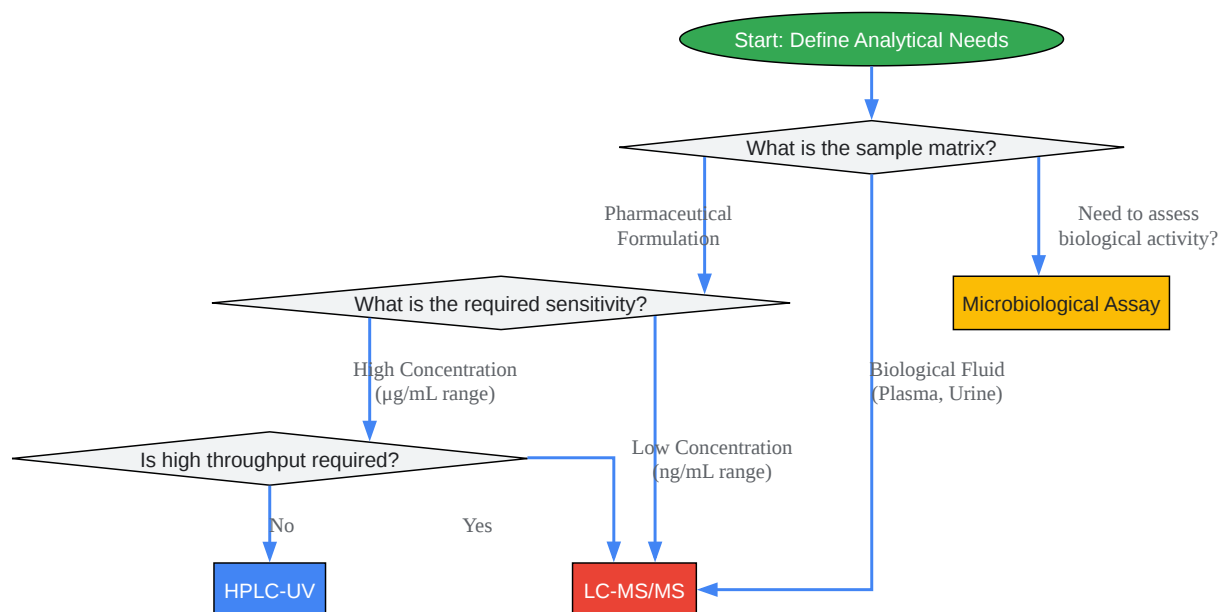 Start: Define Analytical Needs
What is the sample matrix?
Pharmaceutical
Formulation
Need to assess
biological activity?
What is the required sensitivity?
Microbiological Assay
High Concentration
(μg/mL range)
Biological Fluid
(Plasma, Urine)
Is high throughput required?
Low Concentration
(ng/mL range)
No
Yes
HPLC-UV
LC-MS/MS